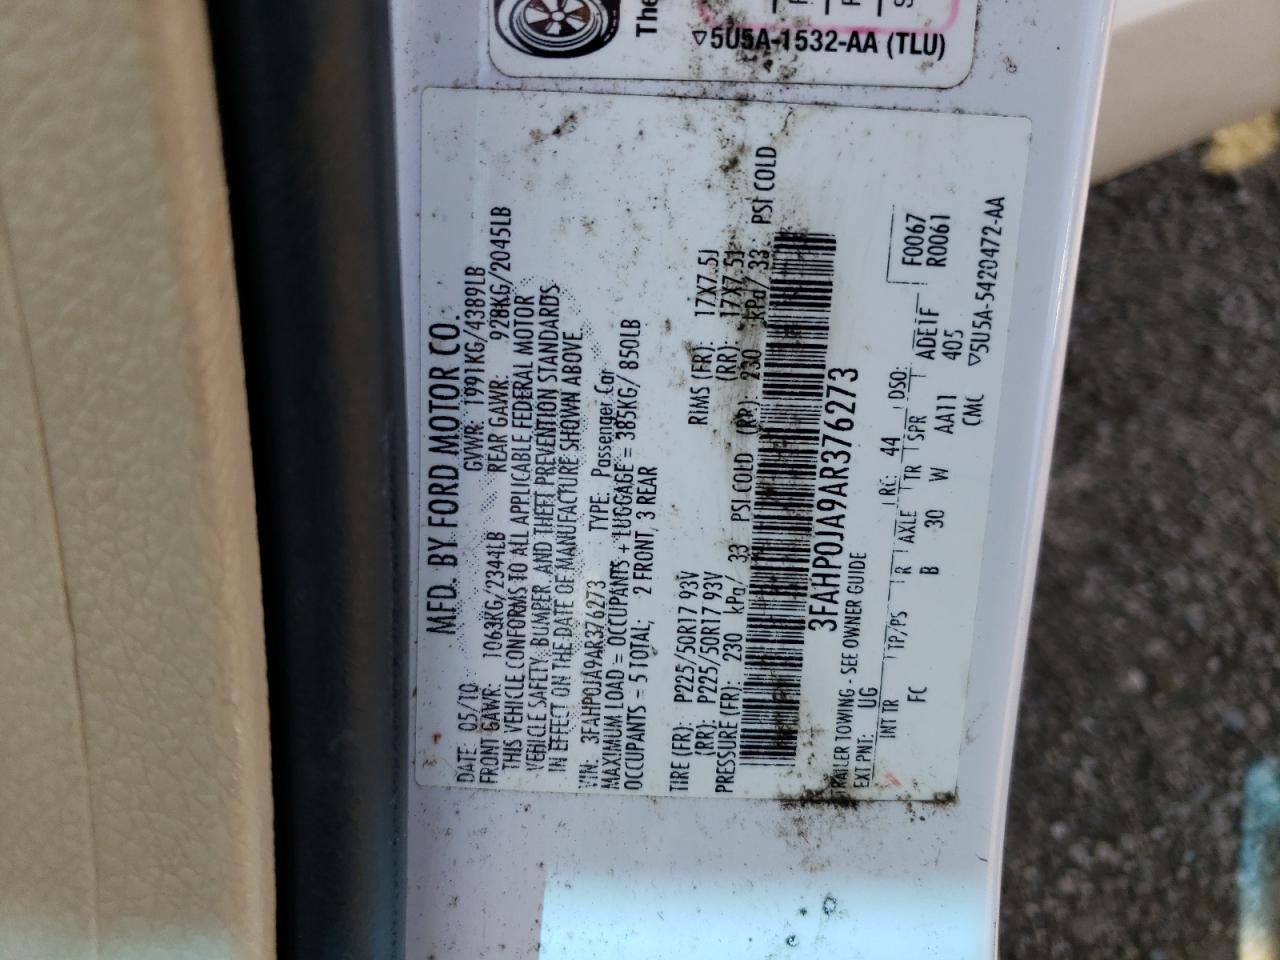 The
▽5U5A-1532-AA (TLU)
MFD. BY FORD MOTOR CO.
DATE: 05/10 GVWR: 1991KG/4389LB
FRONT GAWR: 1063KG/2344LB REAR GAWR: 928KG/2045LB
THIS VEHICLE CONFORMS TO ALL APPLICABLE FEDERAL MOTOR
VEHICLE SAFETY, BUMPER, AND THEFT PREVENTION STANDARDS
IN EFFECT ON THE DATE OF MANUFACTURE SHOWN ABOVE.
VIN: 3FAHP0JA9AR376273 TYPE: Passenger Car
MAXIMUM LOAD = OCCUPANTS + LUGGAGE = 385KG/ 850LB
OCCUPANTS - 5 TOTAL; 2 FRONT, 3 REAR
TIRE (FR): P225/50R17 93V RIMS (FR): 17X7.5J
(RR): P225/50R17 93V (RR): 17X7.5J
PRESSURE (FR): 230 kPa/ 33 PSI COLD (RR) 230 kPa/ 33 PSI COLD
3FAHP0JA9AR376273
TRAILER TOWING - SEE OWNER GUIDE
EXT PNT: UG RC: 44 DSO: F0067
INT TR TP/PS R AXLE TR SPR ADE1F R0061
FC B 30 W AA11 405
CMC ▽5U5A-5420472-AA